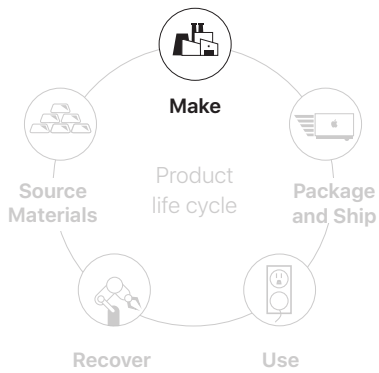 Make
Product
life cycle
Source
Materials
Package
and Ship
Recover
Use